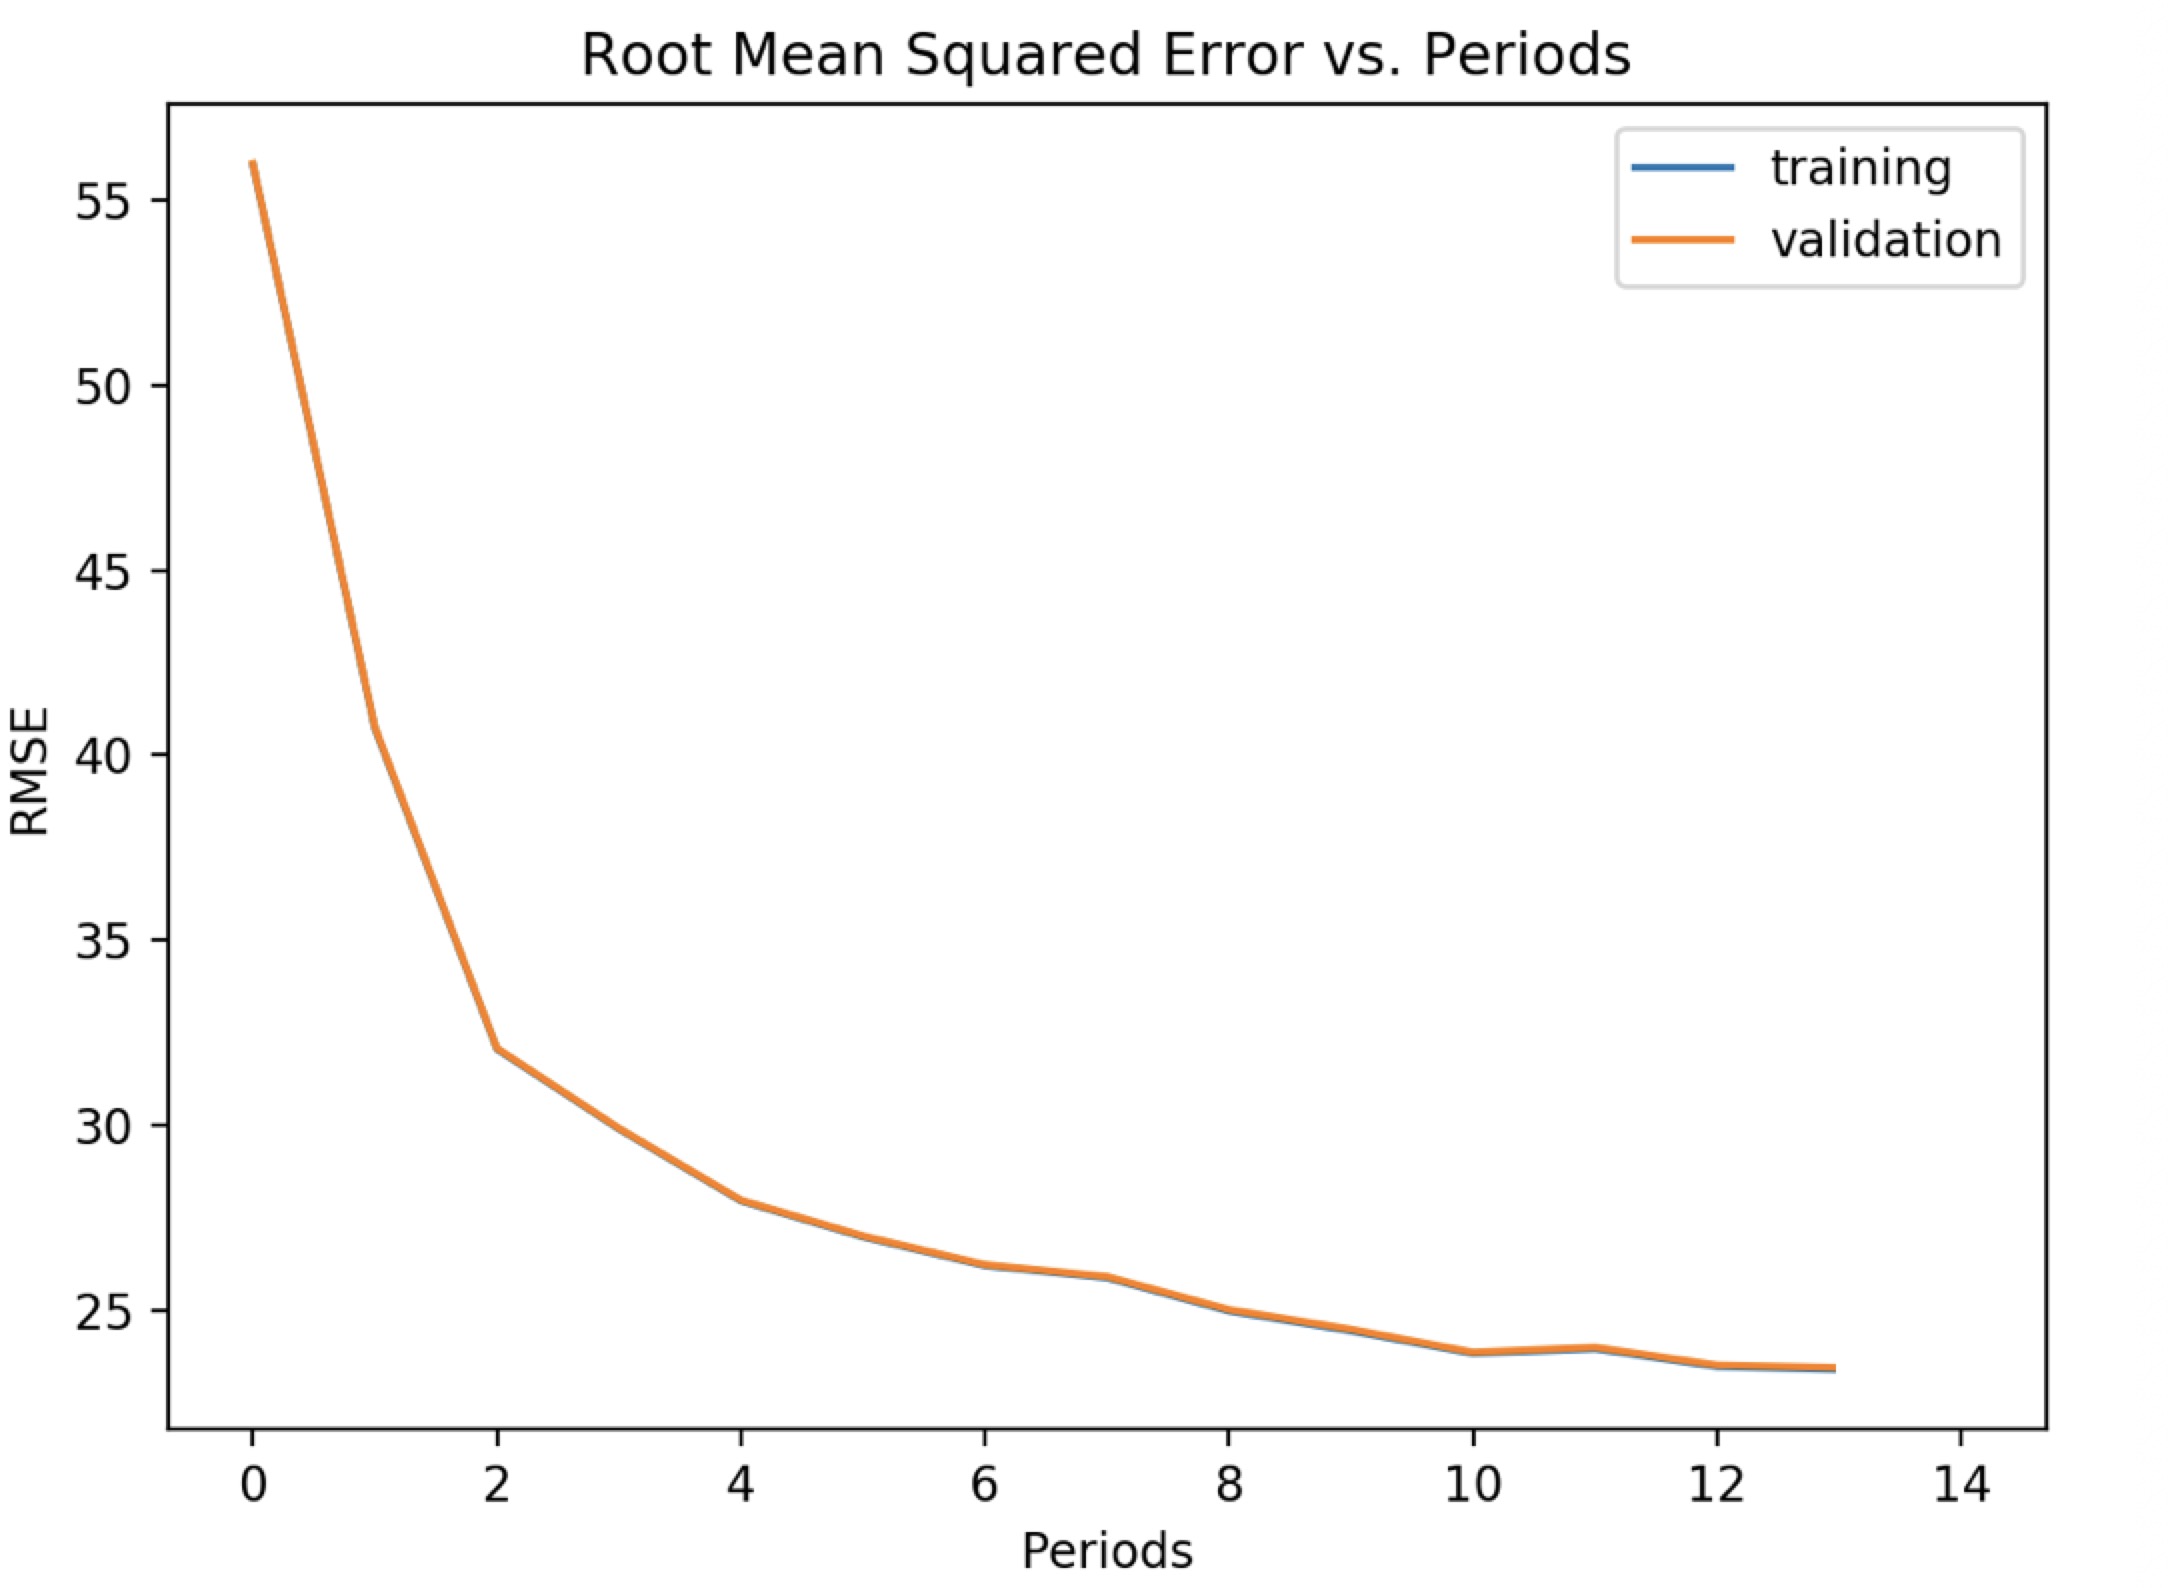 Root Mean Squared Error vs. Periods
training
validation
55
50
45
40
35
30
25
RMSE
0 2 4 6 8 10 12 14
Periods